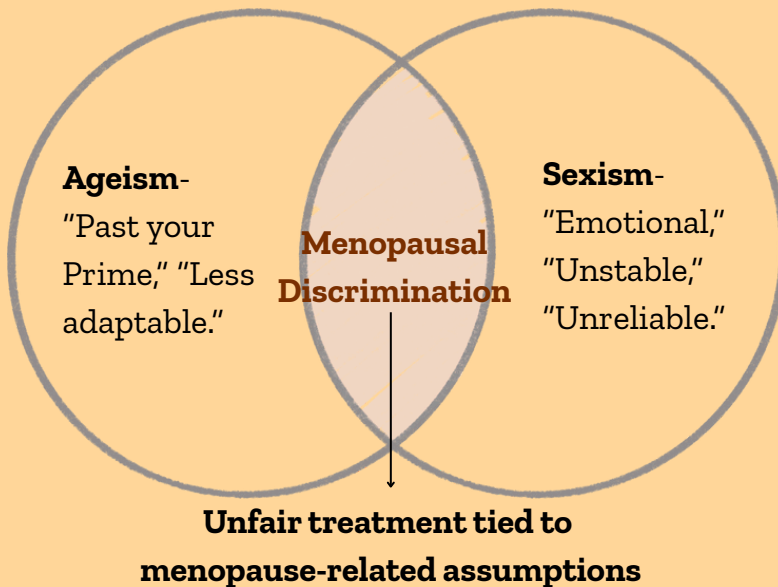 Ageism-
"Past your
Prime," "Less
adaptable."
Menopausal
Discrimination
Sexism-
"Emotional,"
"Unstable,"
"Unreliable."
Unfair treatment tied to
menopause-related assumptions